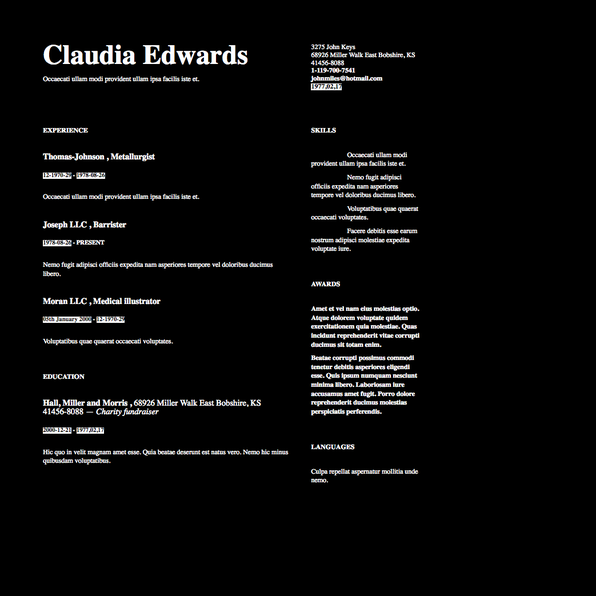 Claudia Edwards
Occaecati ullam modi provident ullam ipsa facilis iste et.
3275 John Keys
68926 Miller Walk East Bobshire, KS
41456-8088
1-119-700-7541
johnmiles@hotmail.com
1977.02.17
EXPERIENCE
Thomas-Johnson , Metallurgist
12-1970-29 - 1978-08-26
Occaecati ullam modi provident ullam ipsa facilis iste et.
Joseph LLC , Barrister
1978-08-26 - PRESENT
Nemo fugit adipisci officiis expedita nam asperiores tempore vel doloribus ducimus
libero.
Moran LLC , Medical illustrator
05th January 2000 - 12-1970-29
Voluptatibus quae quaerat occaecati voluptates.
EDUCATION
Hall, Miller and Morris , 68926 Miller Walk East Bobshire, KS
41456-8088 — Charity fundraiser
2000-12-21 - 1977.02.17
Hic quo in velit magnam amet esse. Quia beatae deserunt est natus vero. Nemo hic minus
quibusdam voluptatibus.
SKILLS
Occaecati ullam modi
provident ullam ipsa facilis iste et.
Nemo fugit adipisci
officiis expedita nam asperiores
tempore vel doloribus ducimus libero.
Voluptatibus quae quaerat
occaecati voluptates.
Facere debitis esse earum
nostrum adipisci molestiae expedita
voluptate iure.
AWARDS
Amet et vel nam eius molestias optio.
Atque dolorem voluptate quidem
exercitationem quia molestiae. Quas
incidunt reprehenderit vitae corrupti
ducimus sit totam enim.
Beatae corrupti possimus commodi
tenetur debitis asperiores eligendi
esse. Quis ipsum numquam nesciunt
minima libero. Laboriosam iure
accusamus amet fugit. Porro dolore
reprehenderit ducimus molestias
perspiciatis perferendis.
LANGUAGES
Culpa repellat aspernatur mollitia unde
nemo.